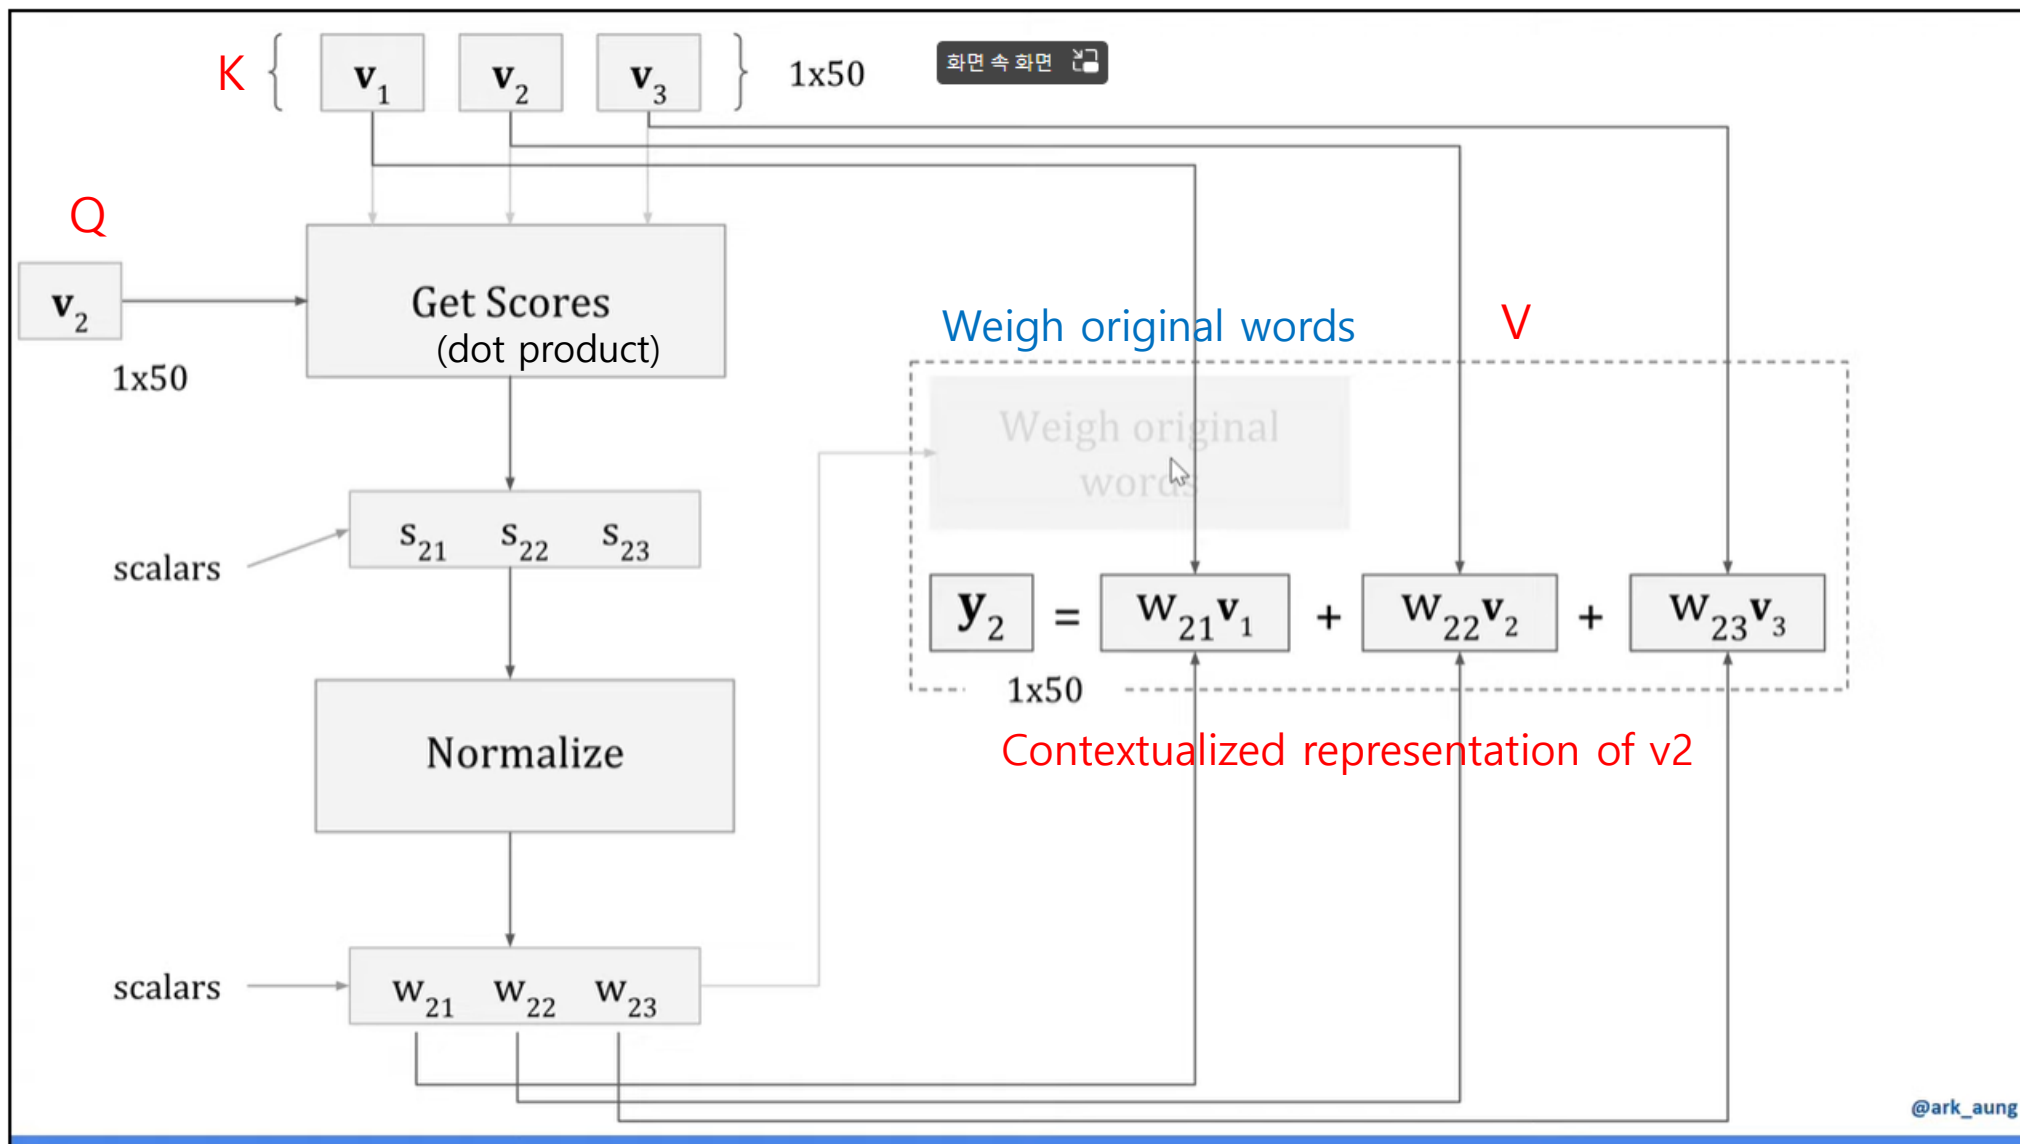 K { v1 v2 v3 } 1x50
화면 속 화면
Q
v2
1x50
Get Scores
(dot product)
Weigh original words
V
Weigh original
words
scalars
s21 s22 s23
y2 = w21v1 + w22v2 + w23v3
1x50
Contextualized representation of v2
Normalize
scalars
w21 w22 w23
@ark_aung